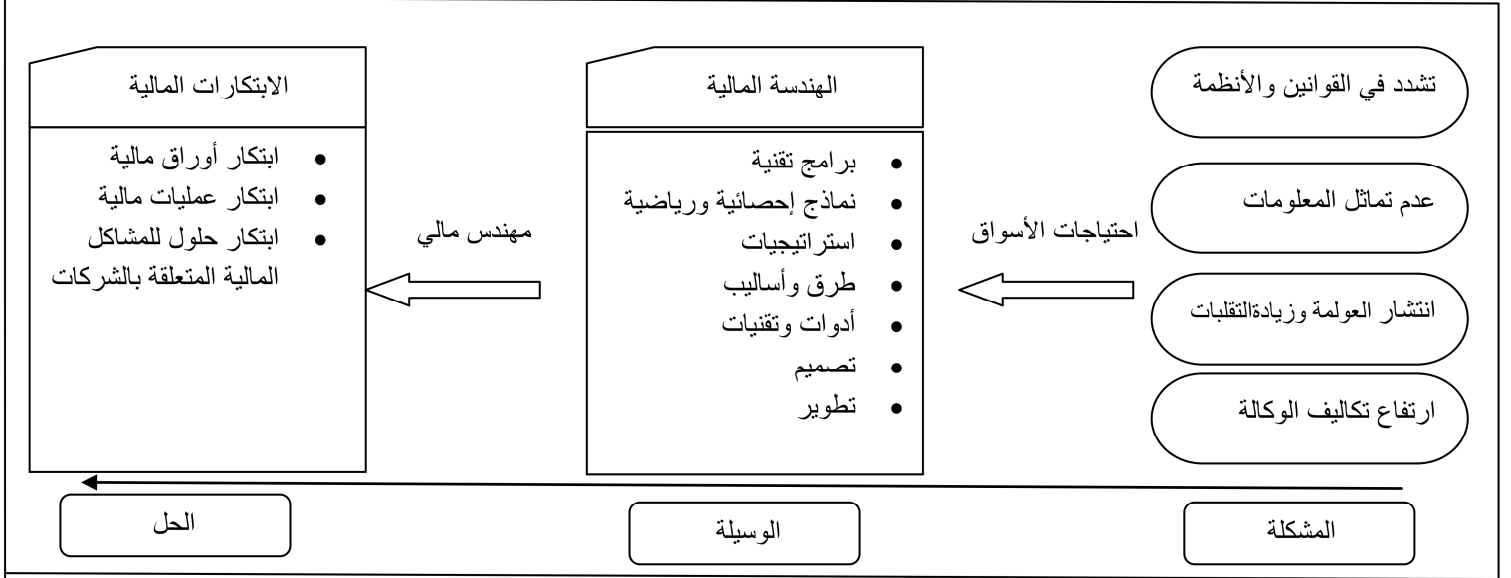 تشدد في القوانين والأنظمة
عدم تماثل المعلومات
انتشار العولمة وزيادةالتقلبات
ارتفاع تكاليف الوكالة
احتياجات الأسواق
الهندسة المالية
• برامج تقنية
• نماذج إحصائية ورياضية
• استراتيجيات
• طرق وأساليب
• أدوات وتقنيات
• تصميم
• تطوير
مهندس مالي
الابتكارات المالية
• ابتكار أوراق مالية
• ابتكار عمليات مالية
• ابتكار حلول للمشاكل
المالية المتعلقة بالشركات
المشكلة
الوسيلة
الحل